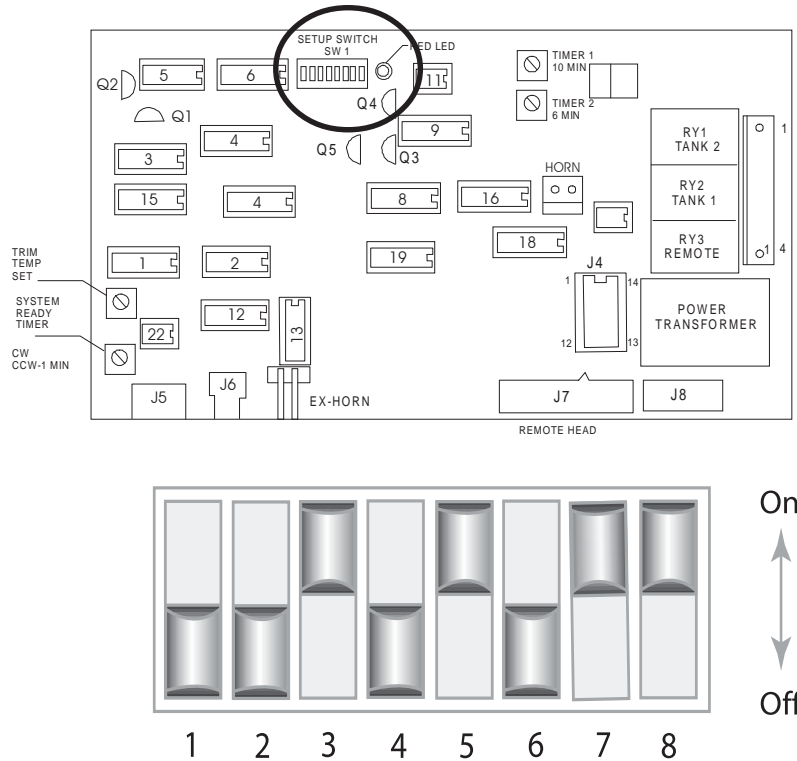 SETUP SWITCH
SW 1
RED LED
TIMER 1
10 MIN
TIMER 2
6 MIN
Q2
5
6
11
Q4
Q1
4
9
Q5
Q3
3
RY1
TANK 2
1
HORN
15
4
8
16
RY2
TANK 1
18
RY3
REMOTE
1
4
TRIM
TEMP
SET
1
2
19
J4
1
14
SYSTEM
READY
TIMER
12
13
22
12
13
POWER
TRANSFORMER
CW
CCW-1 MIN
J5
J6
EX-HORN
J7
J8
REMOTE HEAD
On
Off
1 2 3 4 5 6 7 8